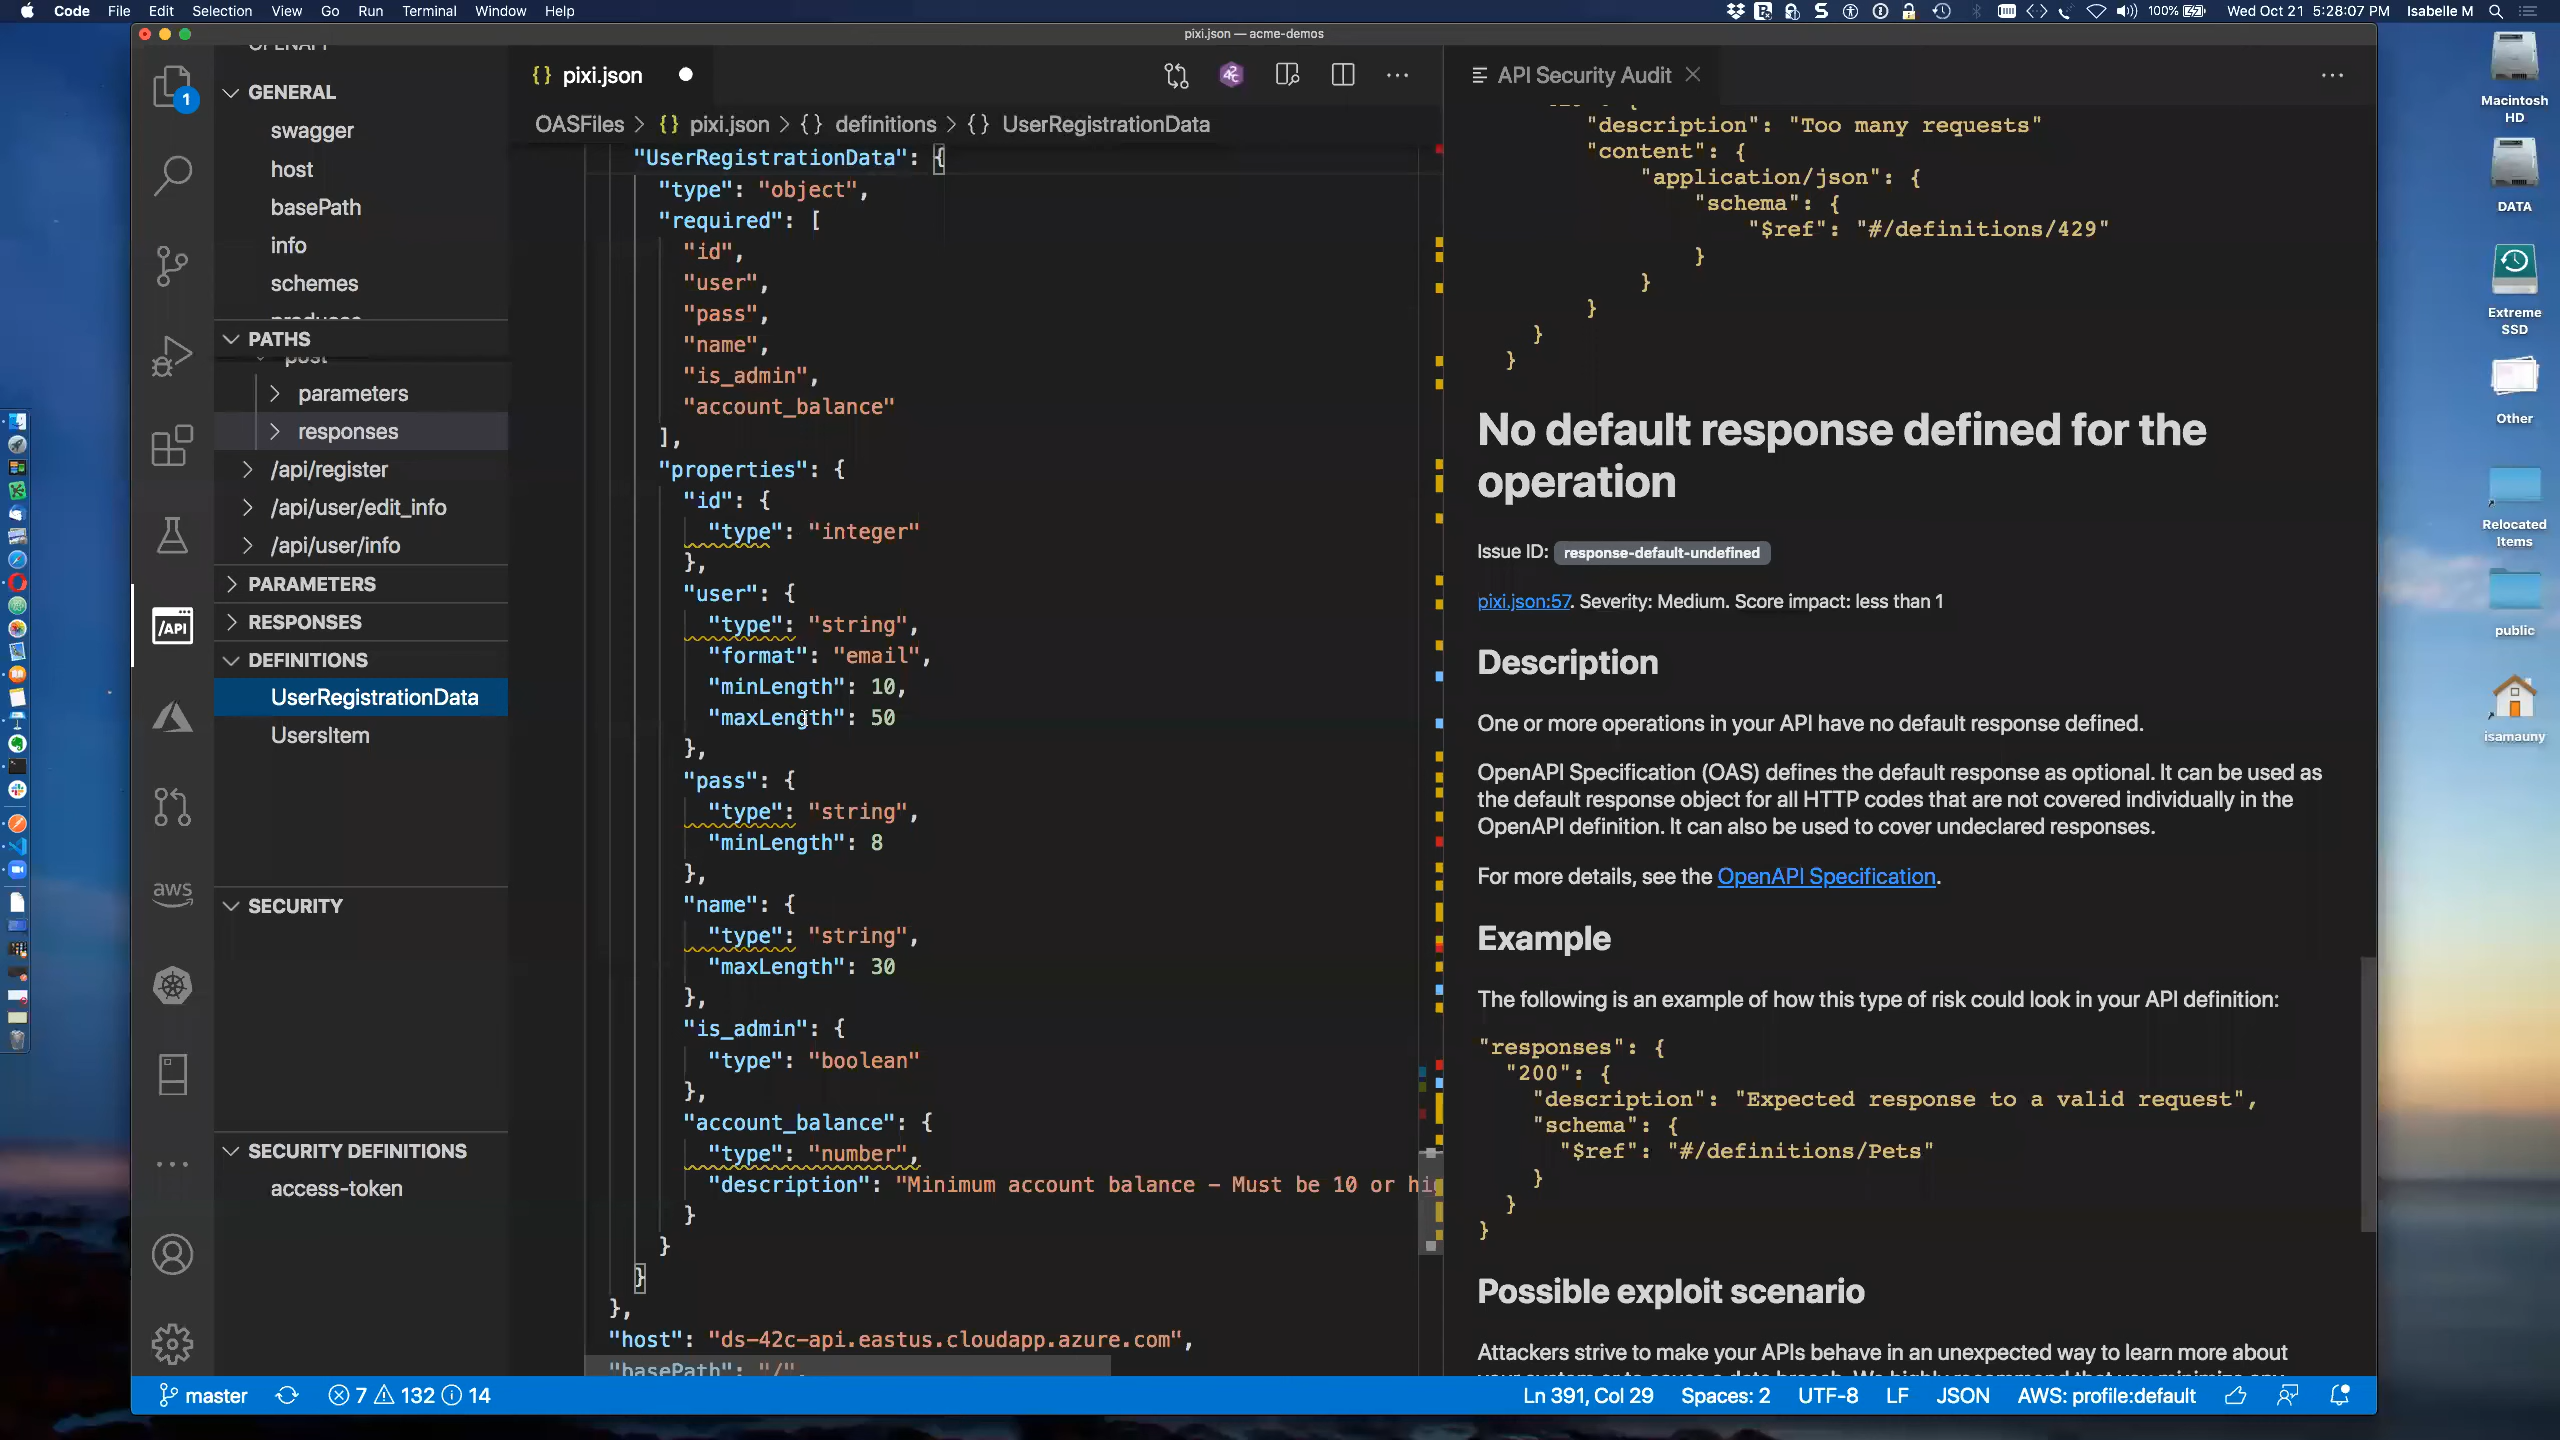 Code File Edit Selection View Go Run Terminal Window Help
100% Wed Oct 21 5:28:07 PM Isabelle M
pixi.json — acme-demos
OPENAPI
1
GENERAL
swagger
host
basePath
info
schemes
produces
PATHS
post
parameters
responses
/api/register
/api/user/edit_info
/api/user/info
PARAMETERS
RESPONSES
DEFINITIONS
UserRegistrationData
UsersItem
SECURITY
SECURITY DEFINITIONS
access-token
/API
aws
{} pixi.json
42C
OASFiles > {} pixi.json > {} definitions > {} UserRegistrationData
"UserRegistrationData": {
"type": "object",
"required": [
"id",
"user",
"pass",
"name",
"is_admin",
"account_balance"
],
"properties": {
"id": {
"type": "integer"
},
"user": {
"type": "string",
"format": "email",
"minLength": 10,
"maxLength": 50
},
"pass": {
"type": "string",
"minLength": 8
},
"name": {
"type": "string",
"maxLength": 30
},
"is_admin": {
"type": "boolean"
},
"account_balance": {
"type": "number",
"description": "Minimum account balance – Must be 10 or hi
}
}
}
},
"host": "ds-42c-api.eastus.cloudapp.azure.com",
"basePath": "/",
API Security Audit
"description": "Too many requests"
"content": {
"application/json": {
"schema": {
"$ref": "#/definitions/429"
}
}
}
}
}
No default response defined for the
operation
Issue ID: response-default-undefined
pixi.json:57. Severity: Medium. Score impact: less than 1
Description
One or more operations in your API have no default response defined.
OpenAPI Specification (OAS) defines the default response as optional. It can be used as
the default response object for all HTTP codes that are not covered individually in the
OpenAPI definition. It can also be used to cover undeclared responses.
For more details, see the OpenAPI Specification.
Example
The following is an example of how this type of risk could look in your API definition:
"responses": {
"200": {
"description": "Expected response to a valid request",
"schema": {
"$ref": "#/definitions/Pets"
}
}
}
Possible exploit scenario
Attackers strive to make your APIs behave in an unexpected way to learn more about
master 7 132 14
Ln 391, Col 29 Spaces: 2 UTF-8 LF JSON AWS: profile:default
Macintosh
HD
DATA
Extreme
SSD
Other
Relocated
Items
public
isamauny